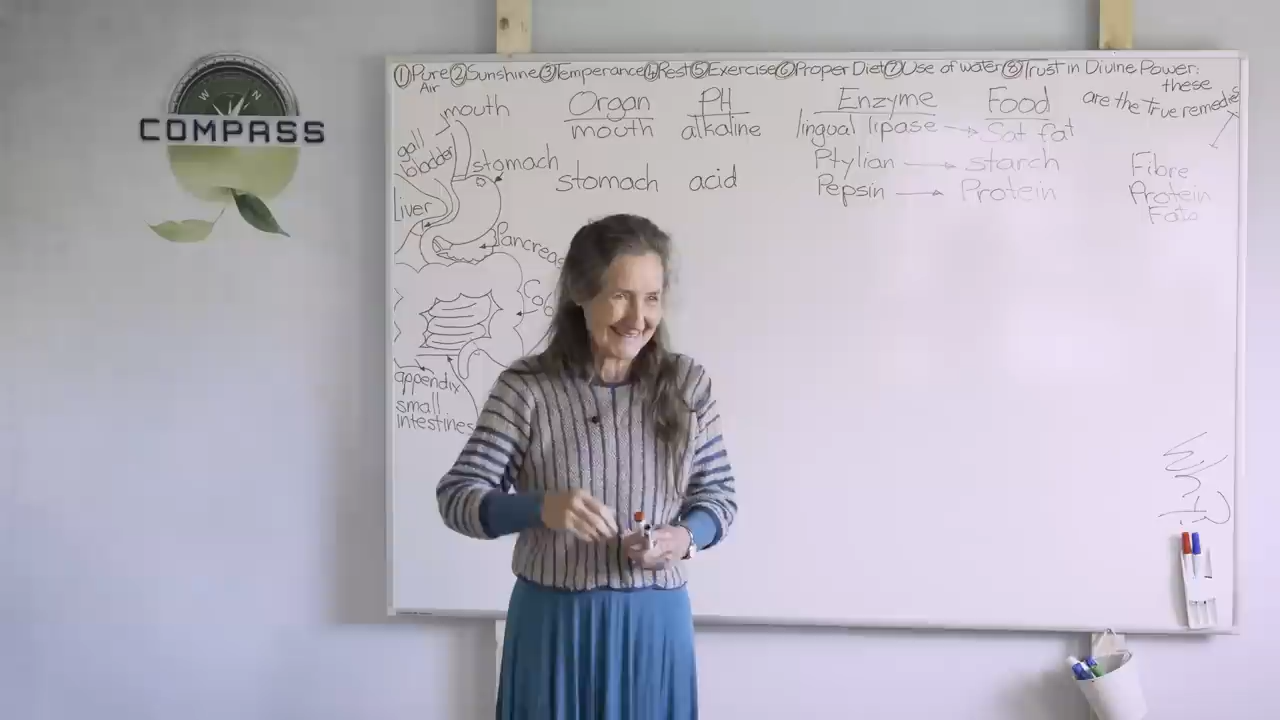 W N
COMPASS
①Pure Air ②Sunshine ③Temperance ④Rest ⑤Exercise ⑥Proper Diet ⑦Use of water ⑧Trust in Divine Power:
these
are the true remedies
mouth
gall
bladder
stomach
Liver
Pancreas
Co
appendix
small
intestines
Organ PH Enzyme Food
mouth alkaline lingual lipase → Sat fat
Ptylian → starch
stomach acid Pepsin → Protein
Fibre
Protein
Fats